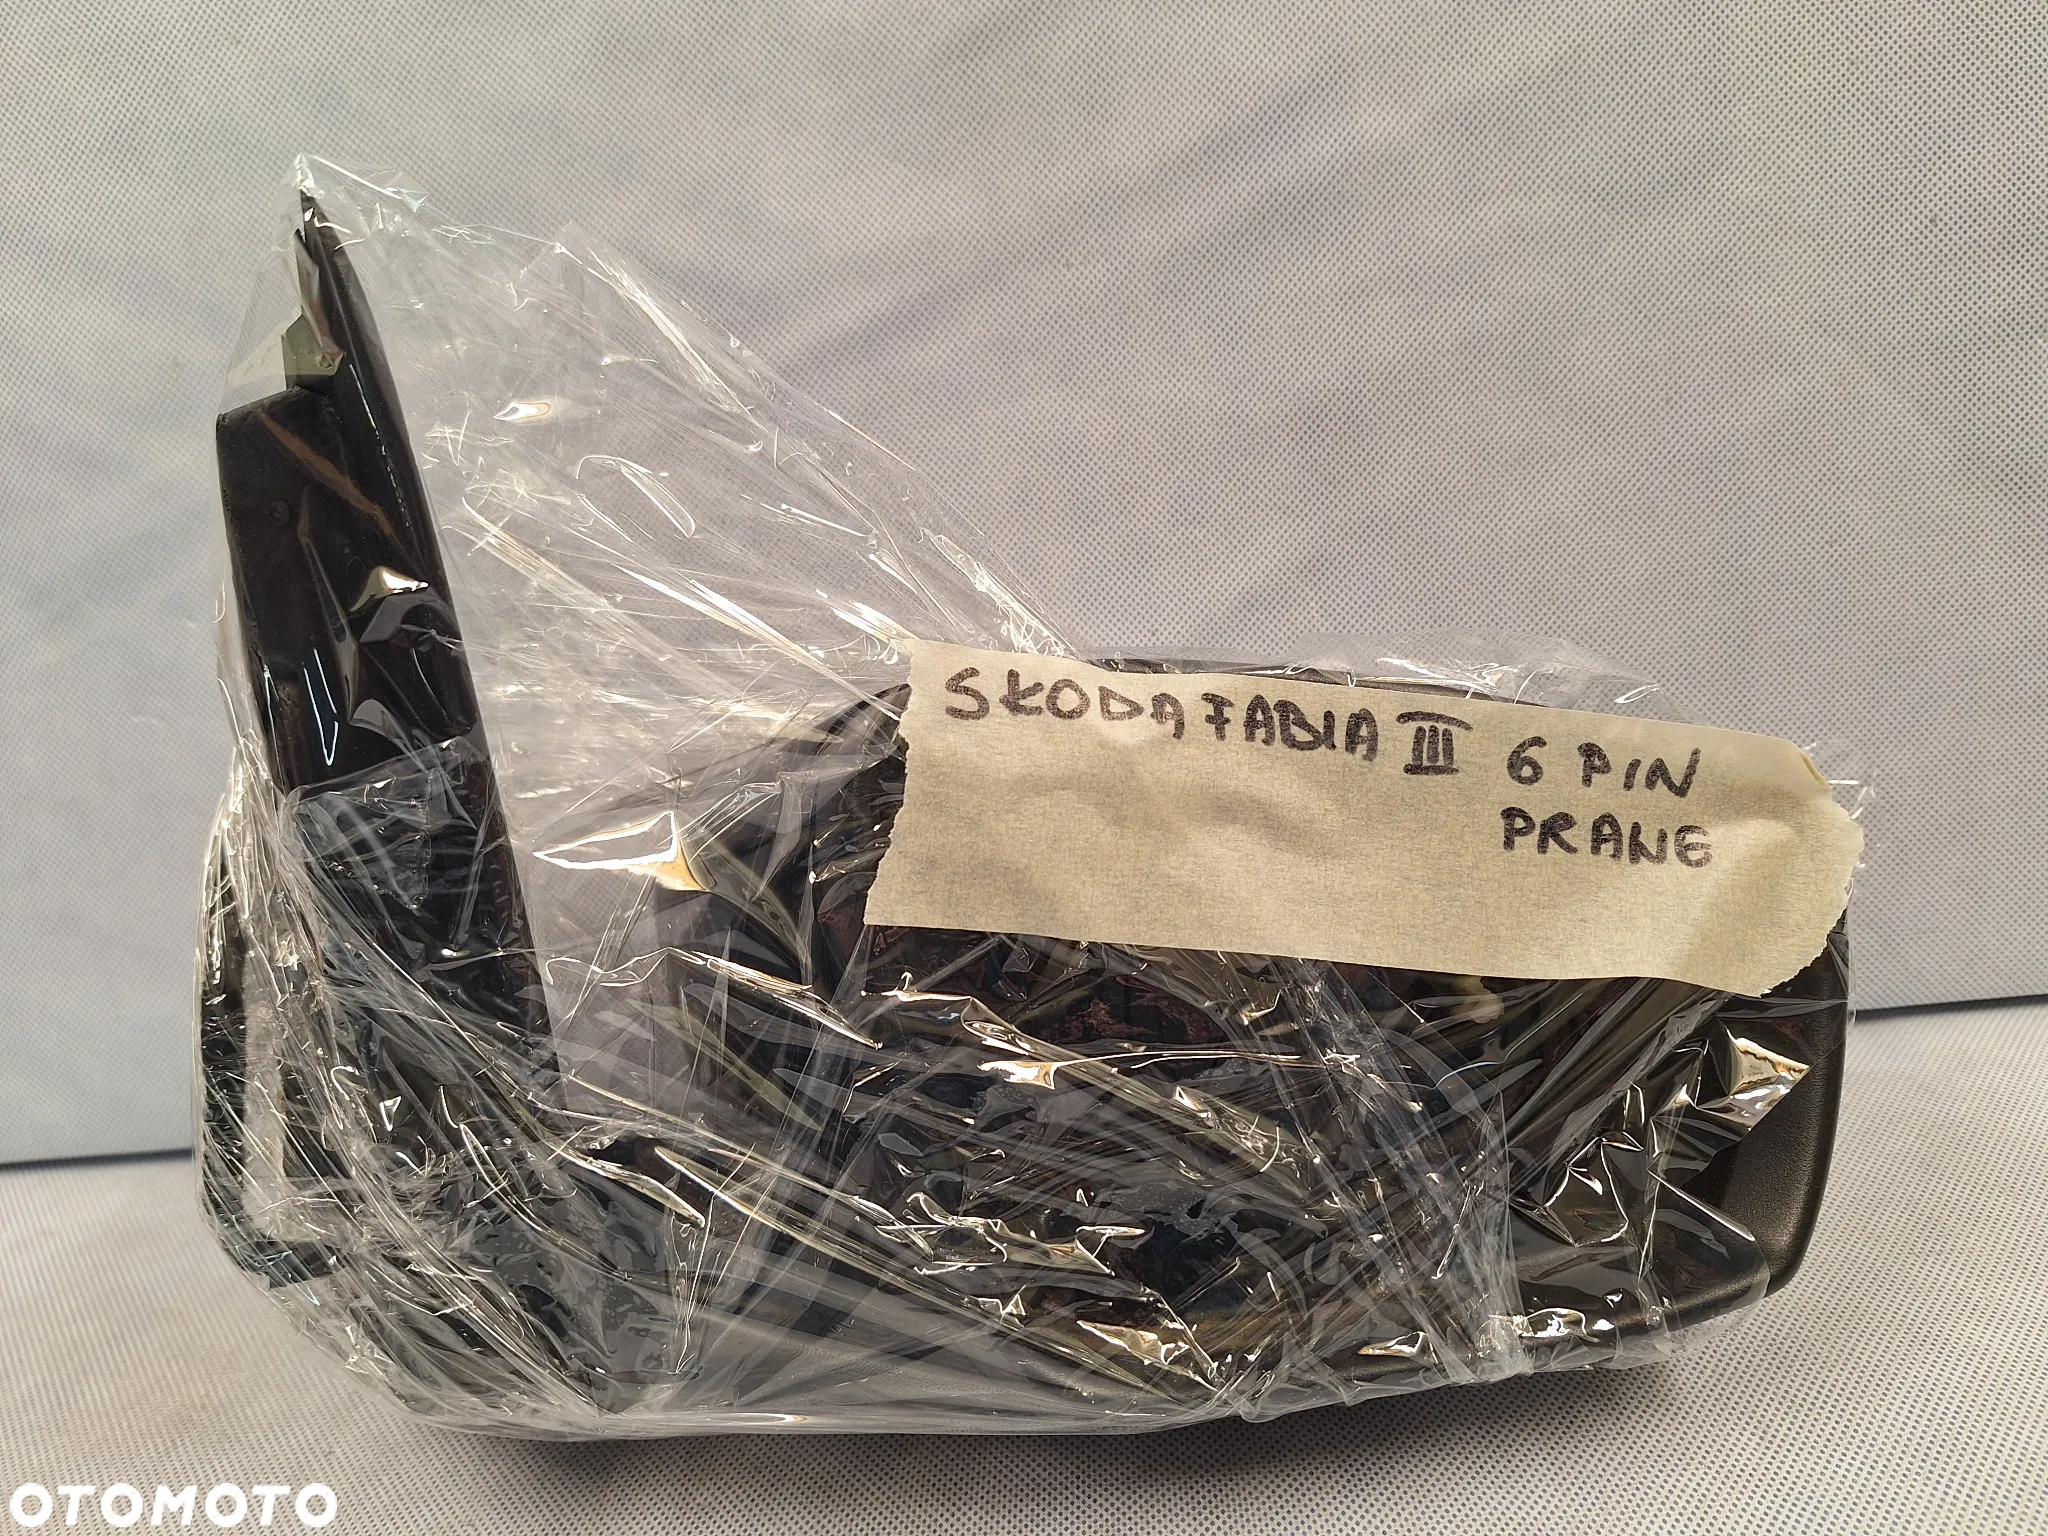 SKODA FABIA III 6 PIN
PRAWE
OTOMOTO